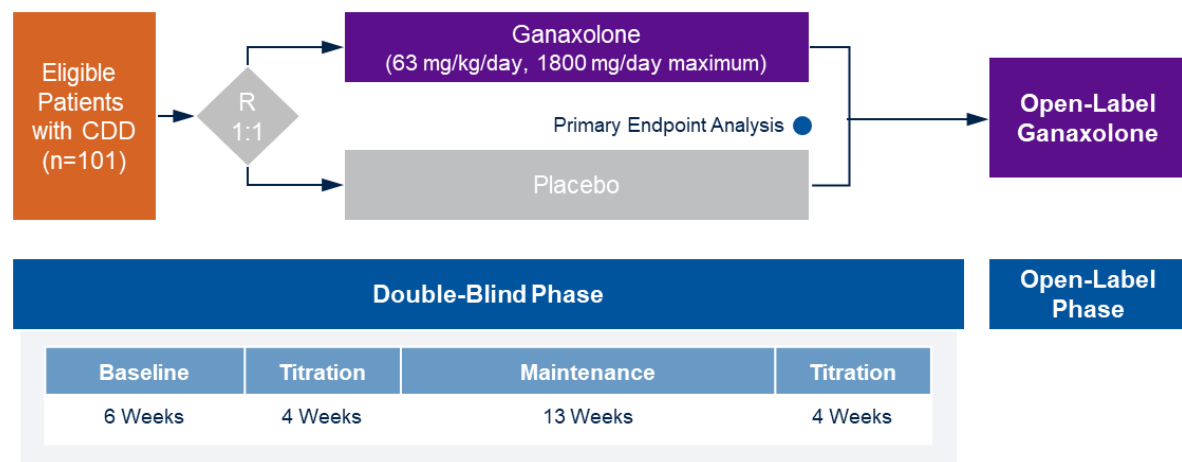 Eligible
Patients
with CDD
(n=101)
R
1:1
Ganaxolone
(63 mg/kg/day, 1800 mg/day maximum)
Primary Endpoint Analysis
Placebo
Open-Label
Ganaxolone
Double-Blind Phase
Open-Label
Phase
Baseline
Titration
Maintenance
Titration
6 Weeks
4 Weeks
13 Weeks
4 Weeks